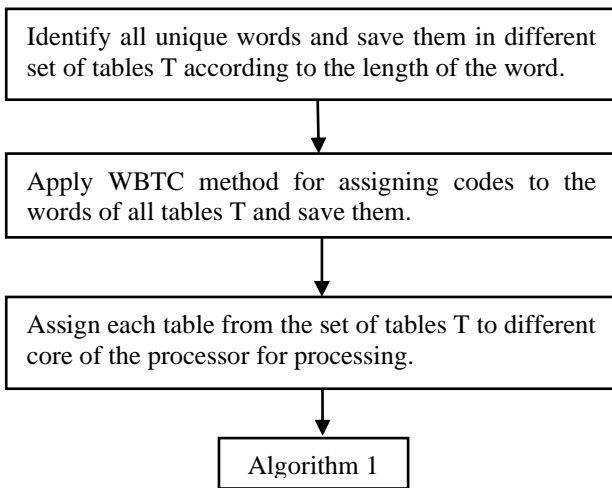 Identify all unique words and save them in different
set of tables T according to the length of the word.
Apply WBTC method for assigning codes to the
words of all tables T and save them.
Assign each table from the set of tables T to different
core of the processor for processing.
Algorithm 1